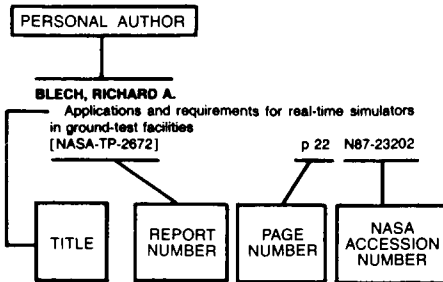 PERSONAL AUTHOR
BLECH, RICHARD A.
Applications and requirements for real-time simulators
in ground-test facilities
[NASA-TP-2672] p 22 N87-23202
TITLE
REPORT
NUMBER
PAGE
NUMBER
NASA
ACCESSION
NUMBER